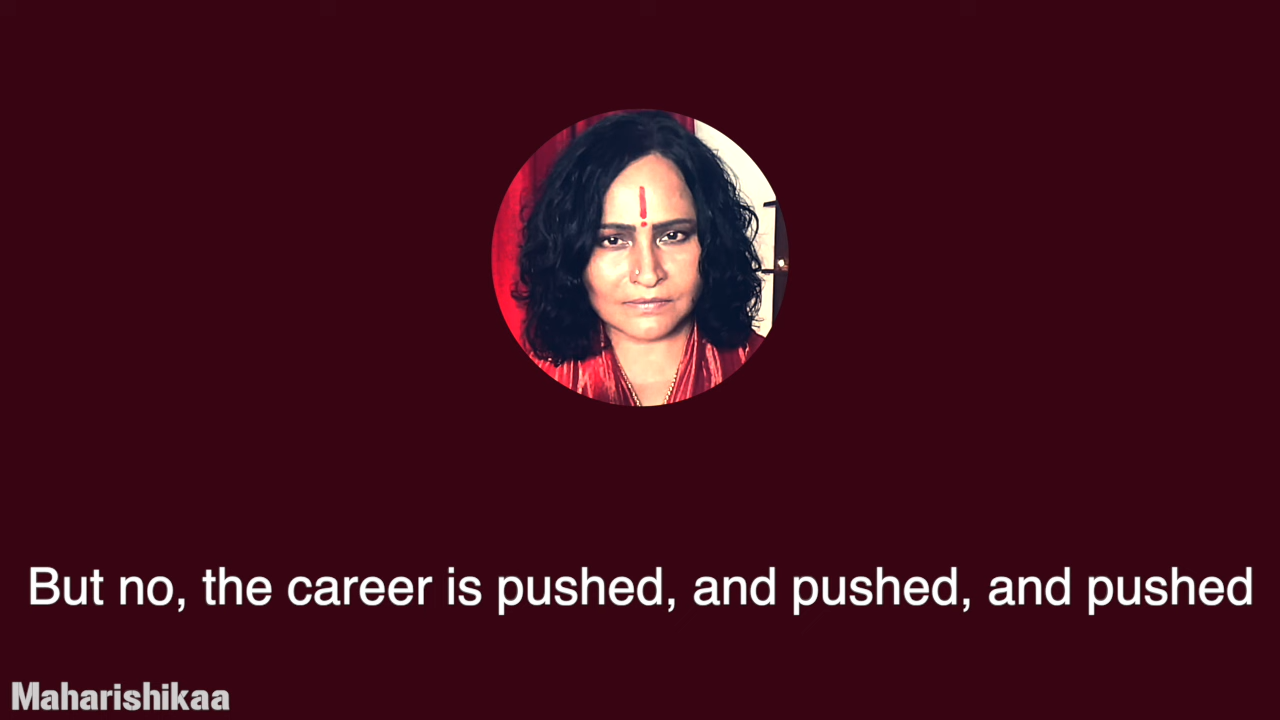 But no, the career is pushed, and pushed, and pushed
Maharishikaa